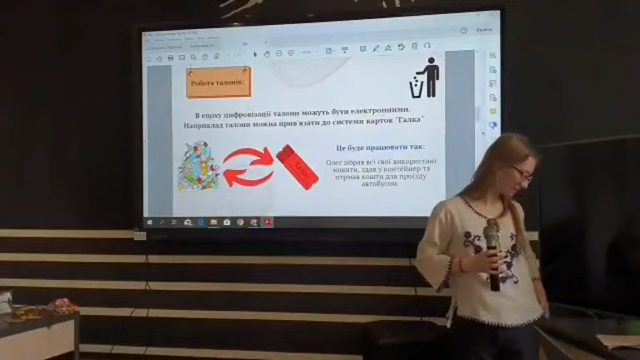 Робота талонів:
В епоху цифровізації талони можуть бути електронними.
Наприклад талони можна прив'язати до системи карток "Галка"
Це буде працювати так:
Олег зібрав всі свої використані
зошити, здав у контейнер та
отримав кошти для проїзду
автобусом.